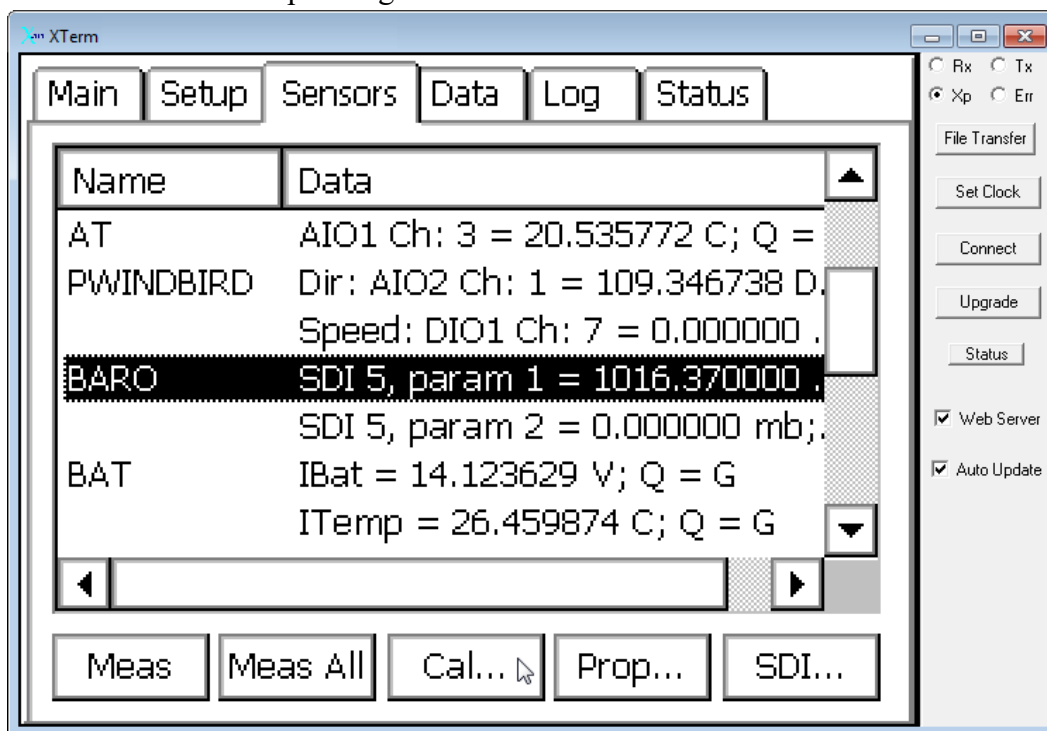 XTerm
Main Setup Sensors Data Log Status
Name Data
AT AIO1 Ch: 3 = 20.535772 C; Q =
PWINDBIRD Dir: AIO2 Ch: 1 = 109.346738 D.
Speed: DIO1 Ch: 7 = 0.000000 .
BARO SDI 5, param 1 = 1016.370000 .
SDI 5, param 2 = 0.000000 mb;.
BAT IBat = 14.123629 V; Q = G
ITemp = 26.459874 C; Q = G
Meas Meas All Cal... Prop... SDI...
Rx Tx
Xp Err
File Transfer
Set Clock
Connect
Upgrade
Status
Web Server
Auto Update